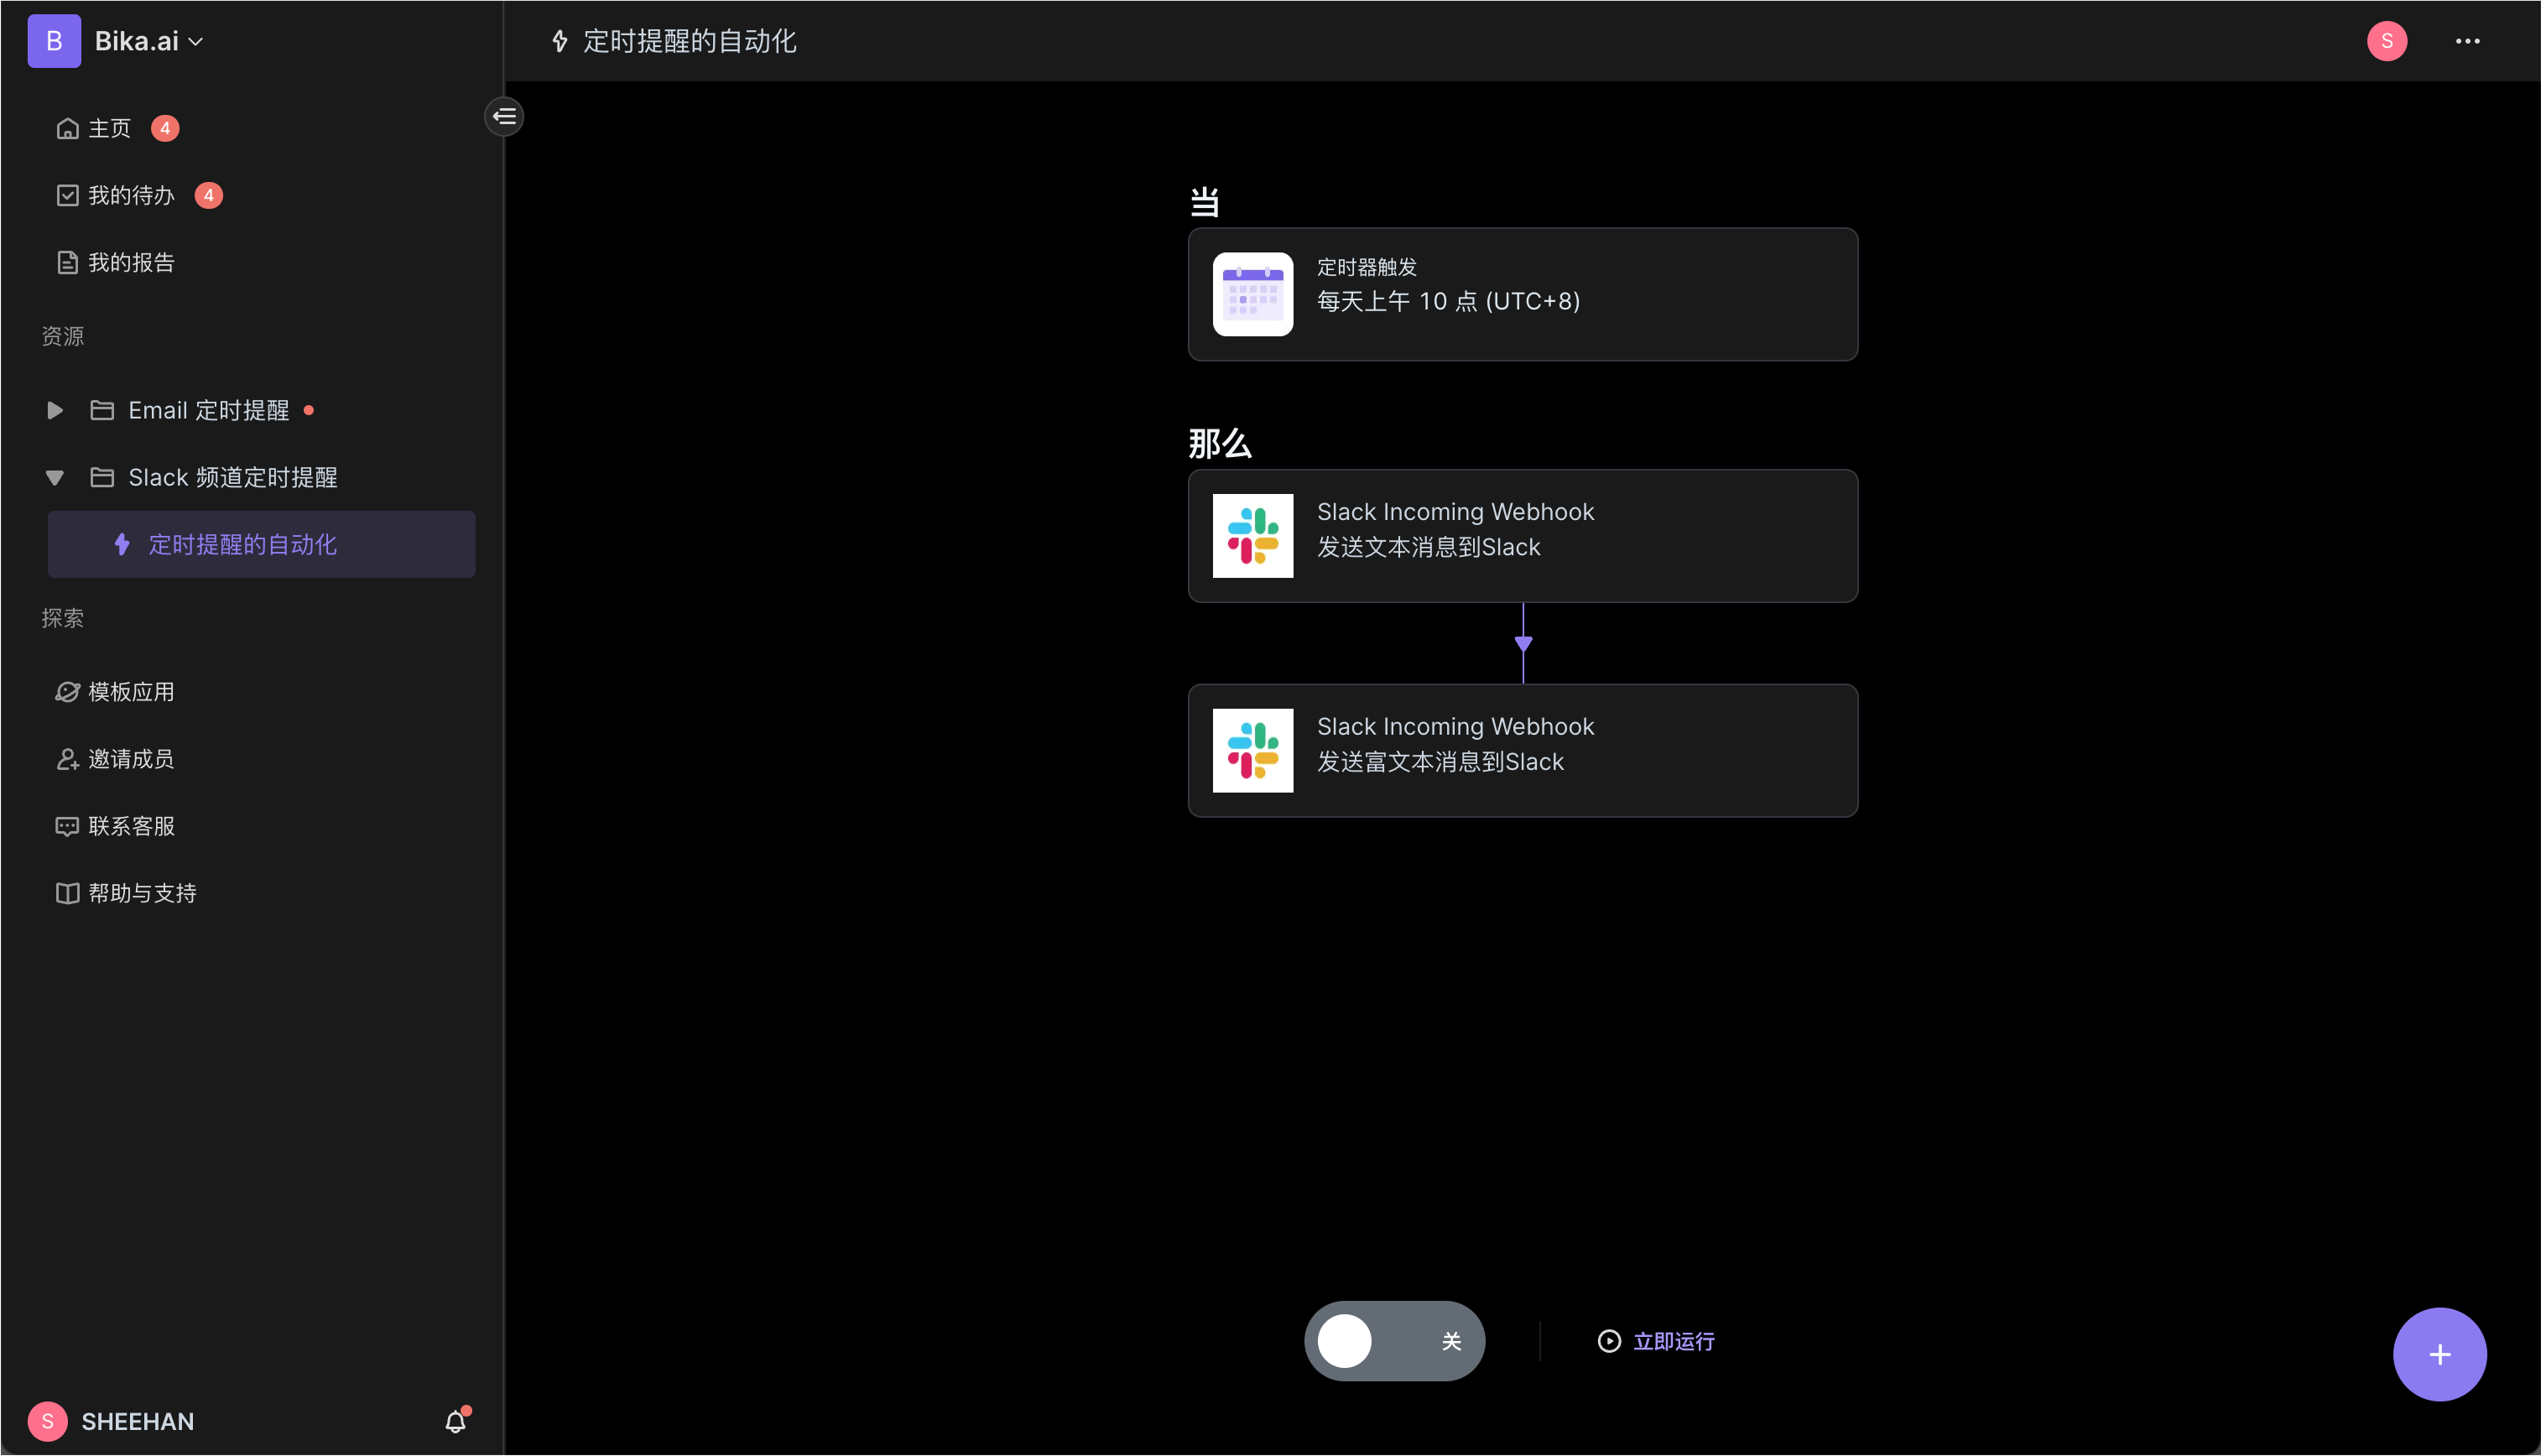 B Bika.ai
主页 4
我的待办 4
我的报告
资源
Email 定时提醒
Slack 频道定时提醒
定时提醒的自动化
探索
模板应用
邀请成员
联系客服
帮助与支持
S SHEEHAN
定时提醒的自动化
S
当
定时器触发
每天上午 10 点 (UTC+8)
那么
Slack Incoming Webhook
发送文本消息到Slack
Slack Incoming Webhook
发送富文本消息到Slack
关
立即运行